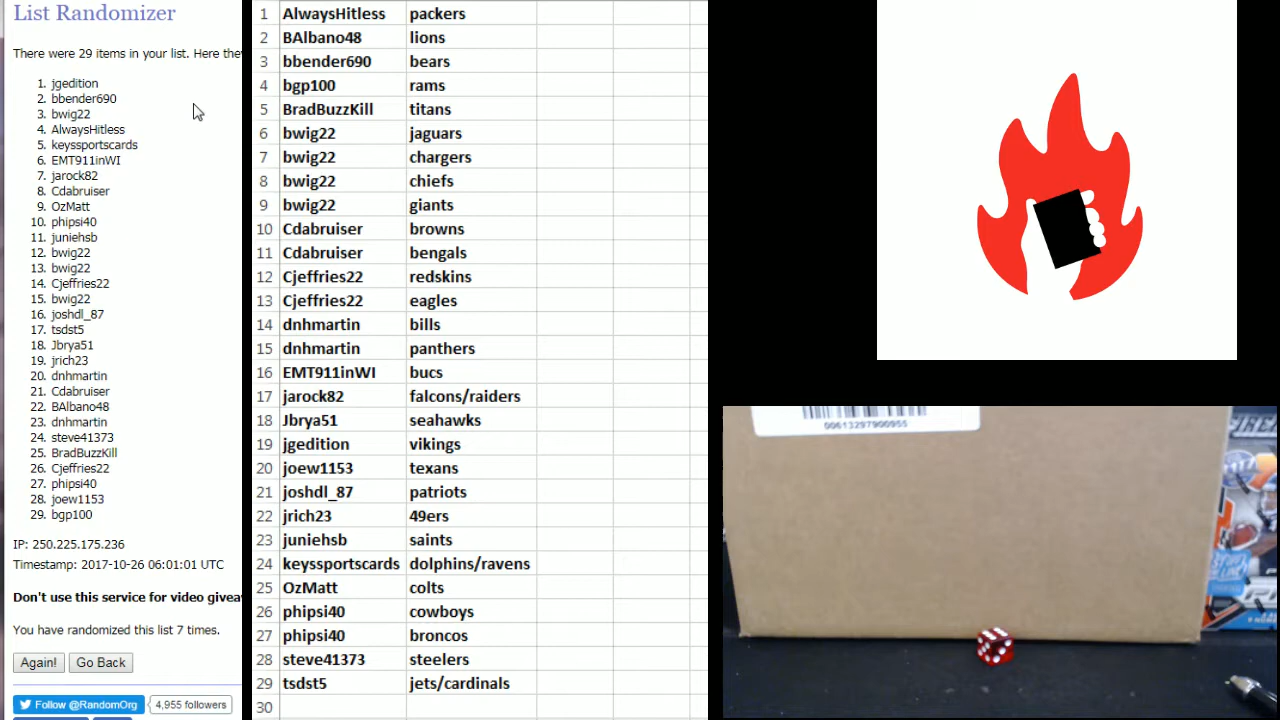 List Randomizer
There were 29 items in your list. Here they
1. jgedition
2. bbender690
3. bwig22
4. AlwaysHitless
5. keyssportscards
6. EMT911inWI
7. jarock82
8. Cdabruiser
9. OzMatt
10. phipsi40
11. juniehsb
12. bwig22
13. bwig22
14. Cjeffries22
15. bwig22
16. joshdl_87
17. tsdst5
18. Jbrya51
19. jrich23
20. dnhmartin
21. Cdabruiser
22. BAlbano48
23. dnhmartin
24. steve41373
25. BradBuzzKill
26. Cjeffries22
27. phipsi40
28. joew1153
29. bgp100
IP: 250.225.175.236
Timestamp: 2017-10-26 06:01:01 UTC
Don't use this service for video givea
You have randomized this list 7 times.
Again! Go Back
Follow @RandomOrg 4,955 followers
1 AlwaysHitless packers
2 BAlbano48 lions
3 bbender690 bears
4 bgp100 rams
5 BradBuzzKill titans
6 bwig22 jaguars
7 bwig22 chargers
8 bwig22 chiefs
9 bwig22 giants
10 Cdabruiser browns
11 Cdabruiser bengals
12 Cjeffries22 redskins
13 Cjeffries22 eagles
14 dnhmartin bills
15 dnhmartin panthers
16 EMT911inWI bucs
17 jarock82 falcons/raiders
18 Jbrya51 seahawks
19 jgedition vikings
20 joew1153 texans
21 joshdl_87 patriots
22 jrich23 49ers
23 juniehsb saints
24 keyssportscards dolphins/ravens
25 OzMatt colts
26 phipsi40 cowboys
27 phipsi40 broncos
28 steve41373 steelers
29 tsdst5 jets/cardinals
30
00613297900955